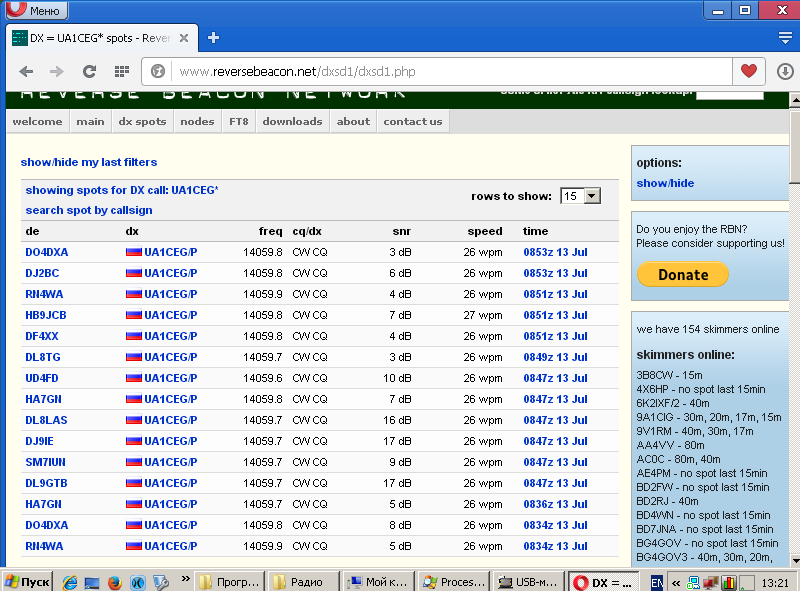 Меню
DX = UA1CEG* spots - Rever
www.reversebeacon.net/dxsd1/dxsd1.php
REVERSE BEACON NETWORK
welcome main dx spots nodes FT8 downloads about contact us
show/hide my last filters
showing spots for DX call: UA1CEG*
search spot by callsign
rows to show: 15
de dx freq cq/dx snr speed time
DO4DXA UA1CEG/P 14059.8 CW CQ 3 dB 26 wpm 0853z 13 Jul
DJ2BC UA1CEG/P 14059.8 CW CQ 6 dB 26 wpm 0853z 13 Jul
RN4WA UA1CEG/P 14059.9 CW CQ 4 dB 26 wpm 0851z 13 Jul
HB9JCB UA1CEG/P 14059.8 CW CQ 7 dB 27 wpm 0851z 13 Jul
DF4XX UA1CEG/P 14059.8 CW CQ 4 dB 26 wpm 0851z 13 Jul
DL8TG UA1CEG/P 14059.7 CW CQ 3 dB 26 wpm 0849z 13 Jul
UD4FD UA1CEG/P 14059.6 CW CQ 10 dB 26 wpm 0847z 13 Jul
HA7GN UA1CEG/P 14059.8 CW CQ 7 dB 26 wpm 0847z 13 Jul
DL8LAS UA1CEG/P 14059.7 CW CQ 16 dB 26 wpm 0847z 13 Jul
DJ9IE UA1CEG/P 14059.7 CW CQ 17 dB 26 wpm 0847z 13 Jul
SM7IUN UA1CEG/P 14059.7 CW CQ 9 dB 26 wpm 0847z 13 Jul
DL9GTB UA1CEG/P 14059.7 CW CQ 17 dB 26 wpm 0847z 13 Jul
HA7GN UA1CEG/P 14059.7 CW CQ 5 dB 26 wpm 0836z 13 Jul
DO4DXA UA1CEG/P 14059.8 CW CQ 8 dB 26 wpm 0834z 13 Jul
RN4WA UA1CEG/P 14059.9 CW CQ 5 dB 26 wpm 0834z 13 Jul
options:
show/hide
Do you enjoy the RBN?
Please consider supporting us!
Donate
we have 154 skimmers online
skimmers online:
3B8CW - 15m
4X6HP - no spot last 15min
6K2IXF/2 - 40m
9A1CIG - 30m, 20m, 17m, 15m
9V1RM - 40m, 30m, 17m
AA4VV - 80m
AC0C - 80m, 40m
AE4PM - no spot last 15min
BD2FW - no spot last 15min
BD2RJ - 40m
BD4WN - no spot last 15min
BD7JNA - no spot last 15min
BG4GOV - no spot last 15min
BG4GOV3 - 40m, 30m, 20m,
Пуск » Прогр... Радио Мой к... Proces... USB-м... DX = ... EN « 13:21